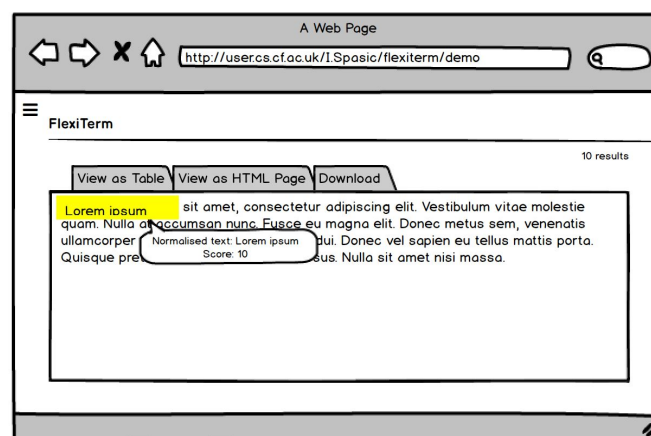 A Web Page
http://user.cs.cf.ac.uk/I.Spasic/flexiterm/demo
FlexiTerm
10 results
View as Table View as HTML Page Download
Lorem ipsum sit amet, consectetur adipiscing elit. Vestibulum vitae molestie
quam. Nulla at accumsan nunc. Fusce eu magna elit. Donec metus sem, venenatis
ullamcorper dui. Donec vel sapien eu tellus mattis porta.
Quisque sus. Nulla sit amet nisi massa.
Normalised text: Lorem ipsum
Score: 10